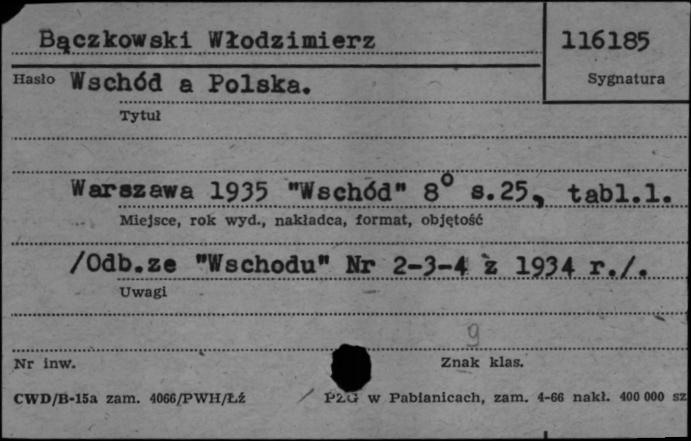 Bączkowski Włodzimierz
116185
Hasło Wschód a Polska.
Sygnatura
Tytuł
Warszawa 1935 "Wschód" 8° s.25, tabl.1.
Miejsce, rok wyd., nakładca, format, objętość
/Odb.ze "Wschodu" Nr 2-3-4 z 1934 r./.
Uwagi
9
Nr inw.
Znak klas.
CWD/B-15a zam. 4066/PWH/Łź
PZG w Pabianicach, zam. 4-66 nakł. 400 000 sz